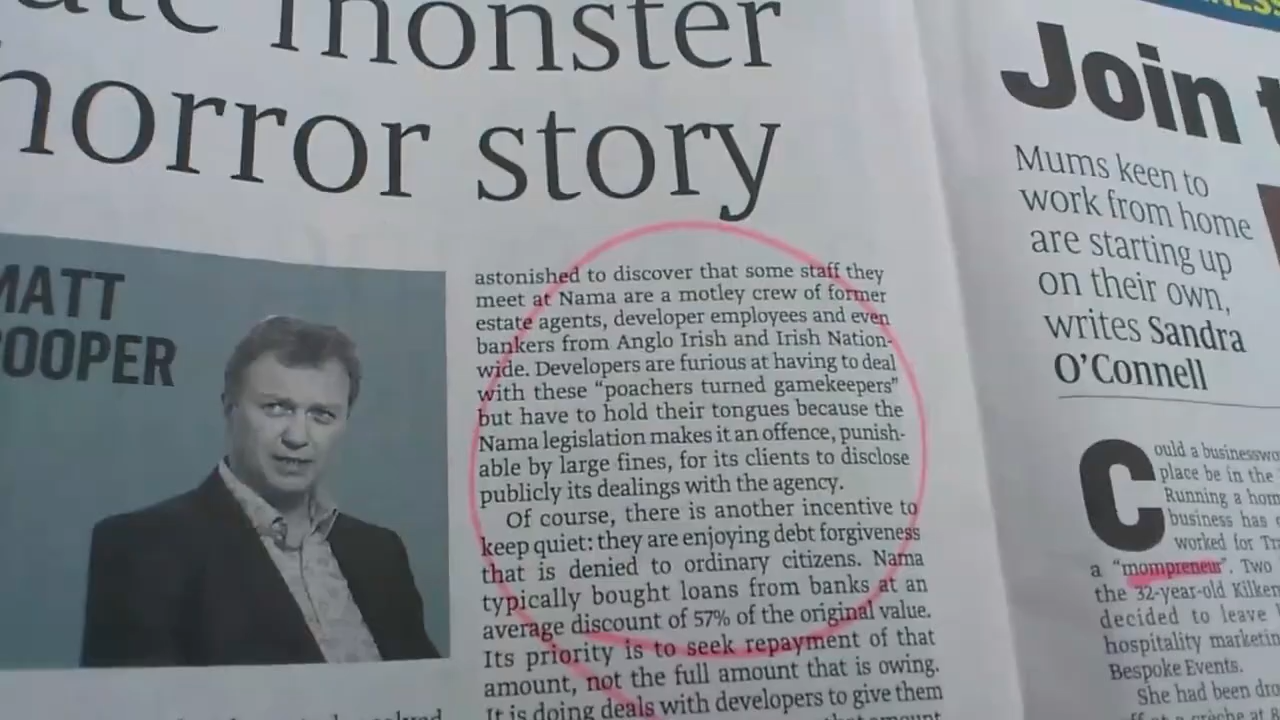 monster
horror story
MATT
COOPER
astonished to discover that some staff they
meet at Nama are a motley crew of former
estate agents, developer employees and even
bankers from Anglo Irish and Irish Nation-
wide. Developers are furious at having to deal
with these “poachers turned gamekeepers”
but have to hold their tongues because the
Nama legislation makes it an offence, punish-
able by large fines, for its clients to disclose
publicly its dealings with the agency.
Of course, there is another incentive to
keep quiet: they are enjoying debt forgiveness
that is denied to ordinary citizens. Nama
typically bought loans from banks at an
average discount of 57% of the original value.
Its priority is to seek repayment of that
amount, not the full amount that is owing.
It is doing deals with developers to give them
Join
Mums keen to
work from home
are starting up
on their own,
writes Sandra
O’Connell
Could a
place be in the
Running a
business has
worked for
a “mompreneur”. Two
the 32-year-old
decided to leave
hospitality
Bespoke Events.
She had been